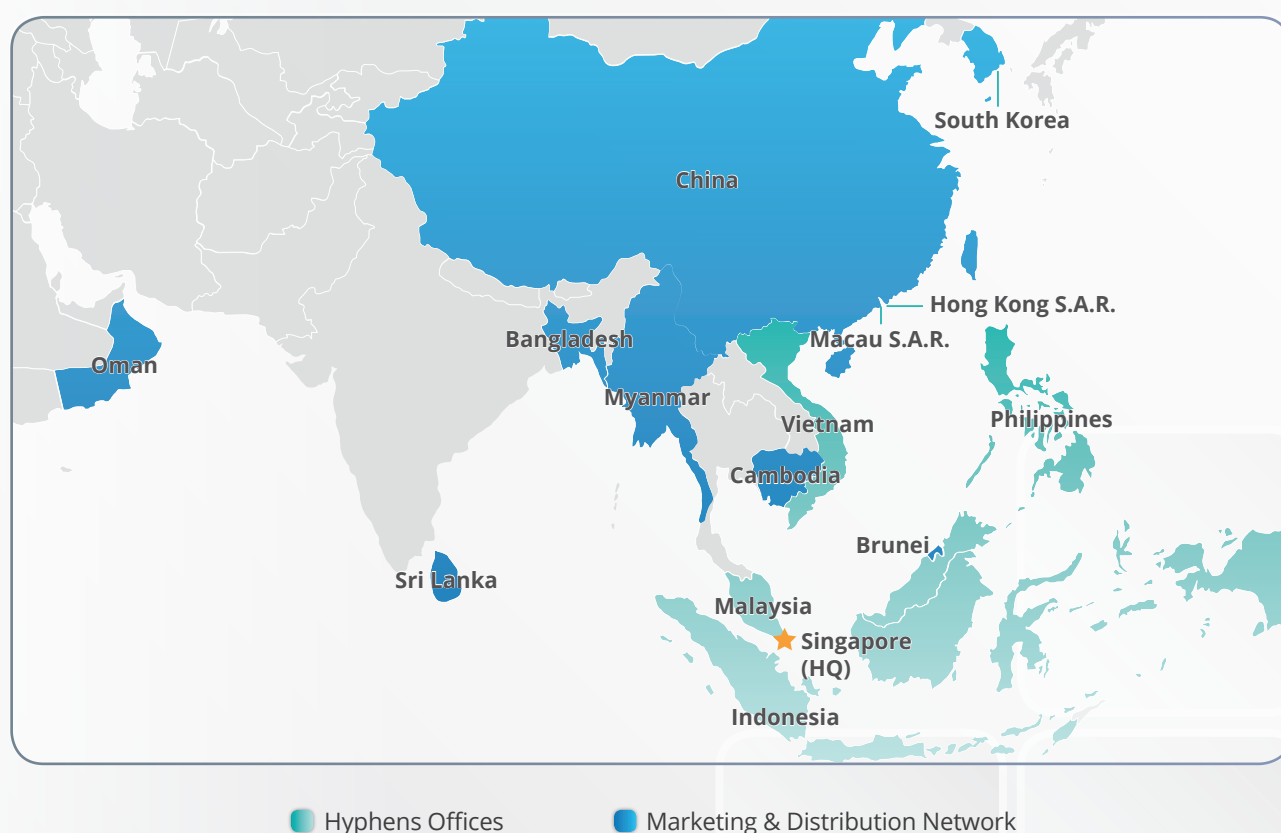 South Korea
China
Hong Kong S.A.R.
Bangladesh
Macau S.A.R.
Oman
Myanmar
Philippines
Vietnam
Cambodia
Brunei
Sri Lanka
Malaysia
Singapore
(HQ)
Indonesia
Hyphens Offices
Marketing & Distribution Network